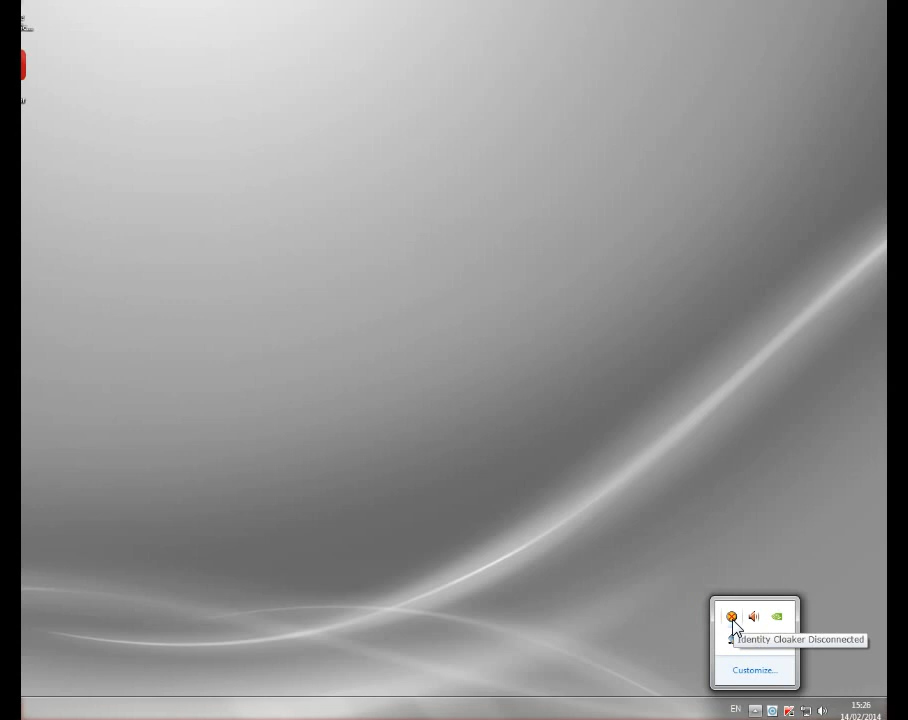 Identity Cloaker Disconnected
Customize...
EN
15:26
14/02/2014